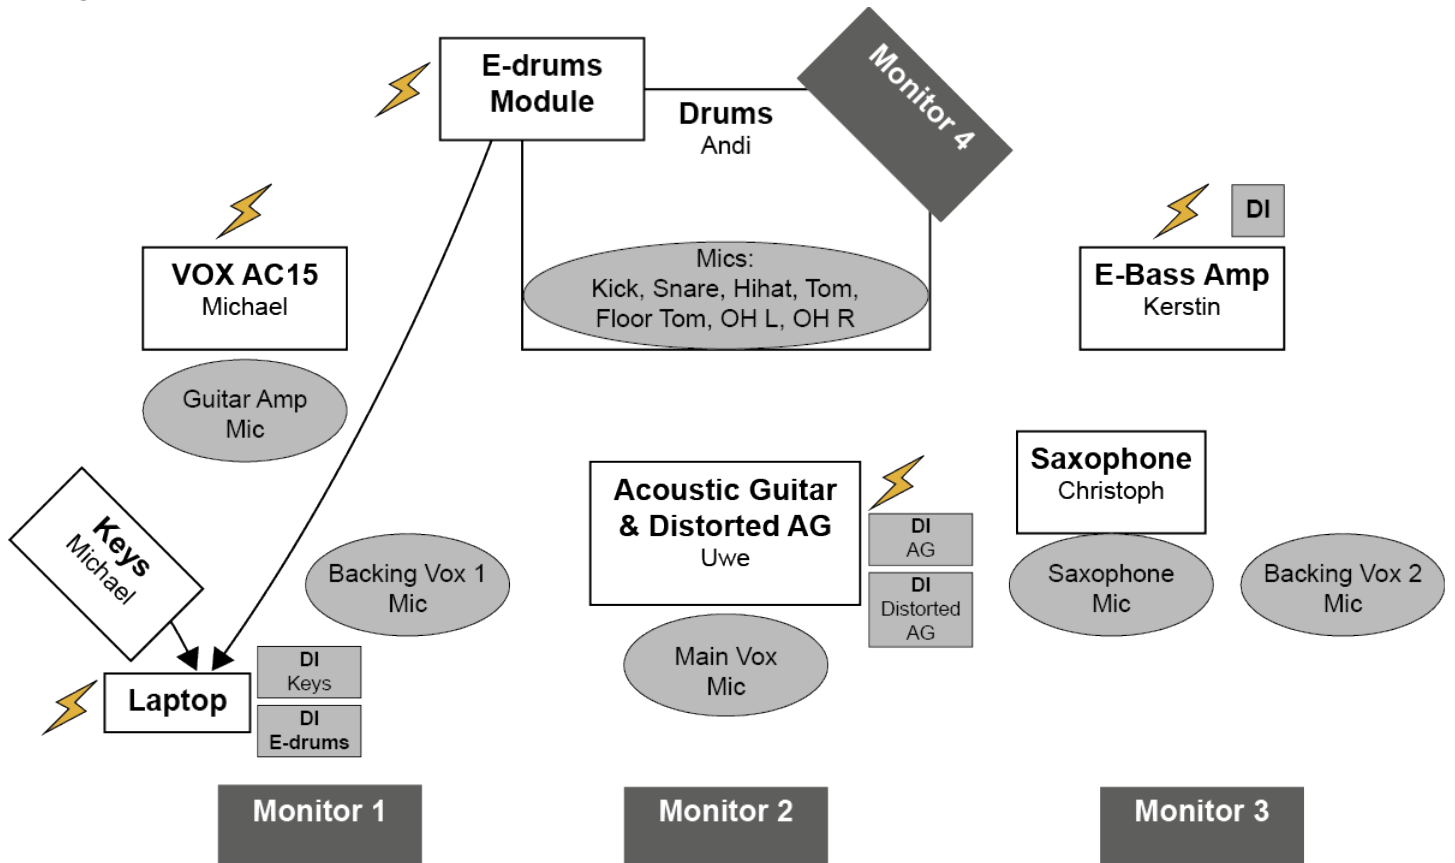 E-drums
Module
Monitor 4
Drums
Andi
DI
VOX AC15
Michael
Mics:
Kick, Snare, Hihat, Tom,
Floor Tom, OH L, OH R
E-Bass Amp
Kerstin
Guitar Amp
Mic
Keys
Michael
Backing Vox 1
Mic
Acoustic Guitar
& Distorted AG
Uwe
DI
AG
DI
Distorted
AG
Saxophone
Christoph
Saxophone
Mic
Backing Vox 2
Mic
Main Vox
Mic
Laptop
DI
Keys
DI
E-drums
Monitor 1
Monitor 2
Monitor 3